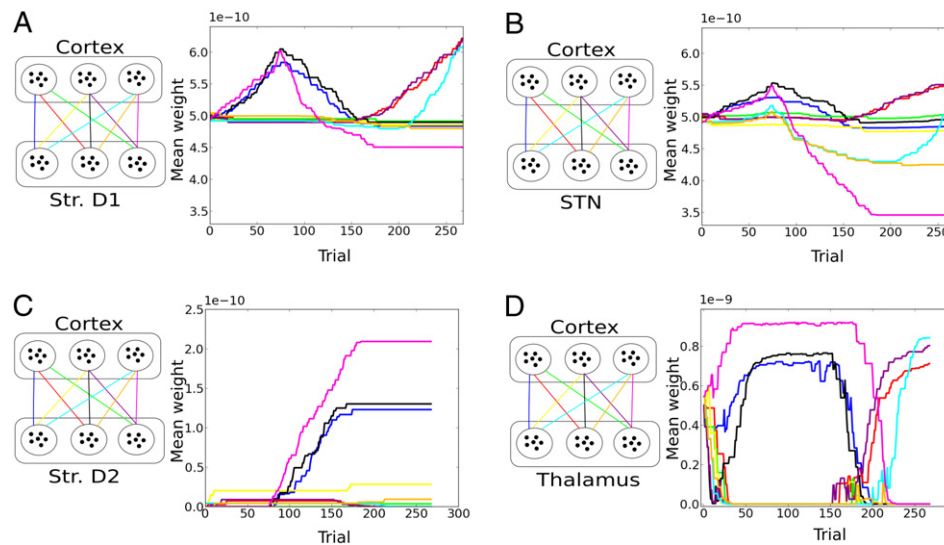 A
Cortex
Str. D1
1e−10
Mean weight
6.0
5.5
5.0
4.5
4.0
3.5
0 50 100 150 200 250
Trial
B
Cortex
STN
1e−10
Mean weight
6.0
5.5
5.0
4.5
4.0
3.5
0 50 100 150 200 250
Trial
C
Cortex
Str. D2
1e−10
Mean weight
2.5
2.0
1.5
1.0
0.5
0.0
0 50 100 150 200 250 300
Trial
D
Cortex
Thalamus
1e−9
Mean weight
0.8
0.6
0.4
0.2
0.0
0 50 100 150 200 250
Trial